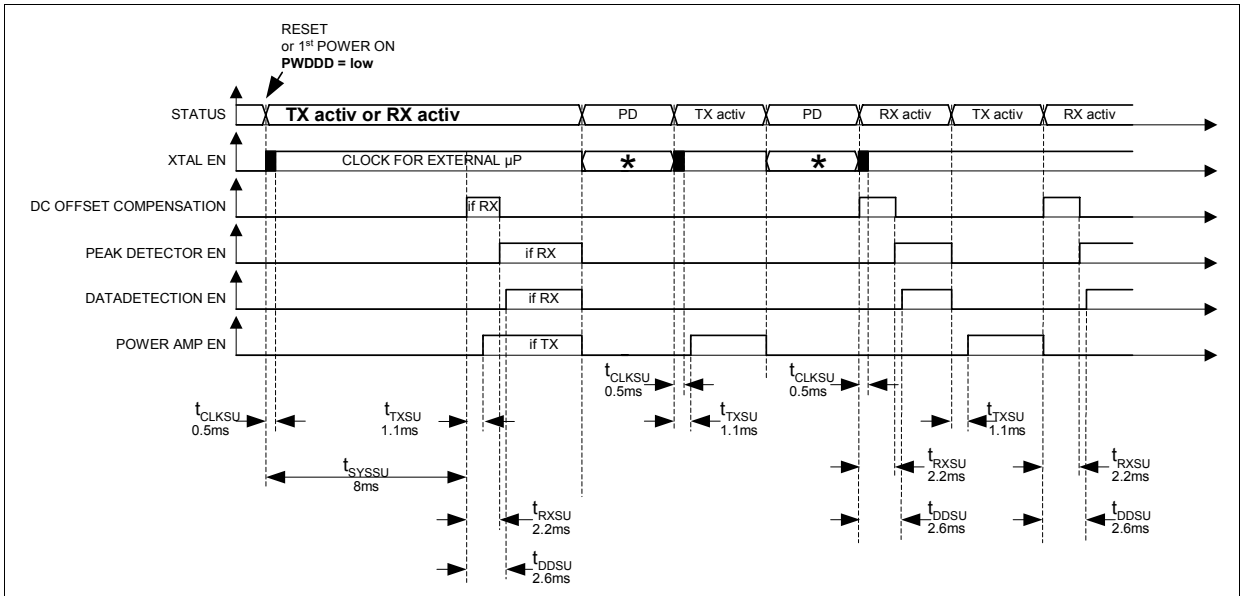 RESET
or 1st POWER ON
PWDDD = low
STATUS
TX activ or RX activ
PD
TX activ
PD
RX activ
TX activ
RX activ
XTAL EN
CLOCK FOR EXTERNAL µP
*
*
DC OFFSET COMPENSATION
if RX
PEAK DETECTOR EN
if RX
DATADETECTION EN
if RX
POWER AMP EN
if TX
tCLKSU
0.5ms
tCLKSU
0.5ms
tCLKSU
0.5ms
tTXSU
1.1ms
tTXSU
1.1ms
tTXSU
1.1ms
tSYSSU
8ms
tRXSU
2.2ms
tRXSU
2.2ms
tRXSU
2.2ms
tDDSU
2.6ms
tDDSU
2.6ms
tDDSU
2.6ms